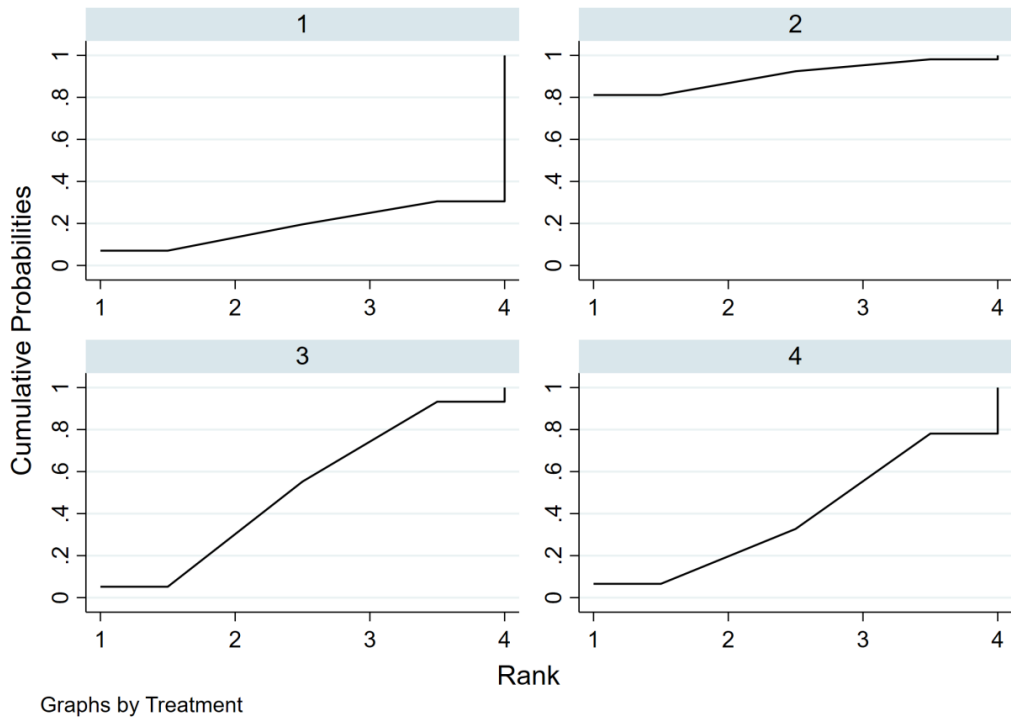 Cumulative Probabilities
1
0 .2 .4 .6 .8 1
1 2 3 4
2
0 .2 .4 .6 .8 1
1 2 3 4
3
0 .2 .4 .6 .8 1
1 2 3 4
4
0 .2 .4 .6 .8 1
1 2 3 4
Rank
Graphs by Treatment